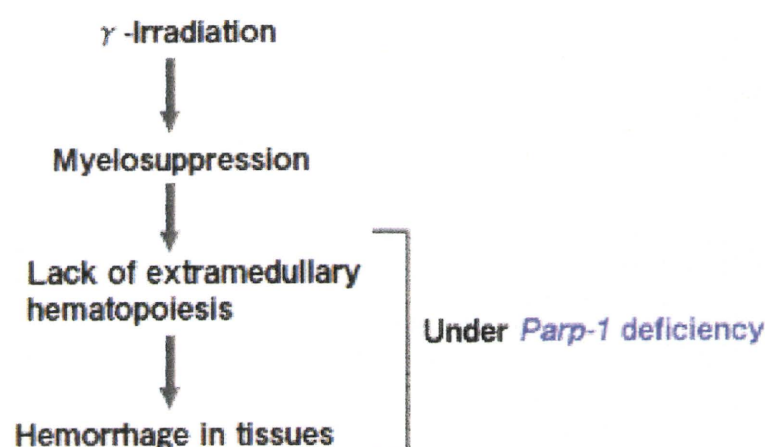 γ -Irradiation
Myelosuppression
Lack of extramedullary
hematopoiesis
Under Parp-1 deficiency
Hemorrhage in tissues